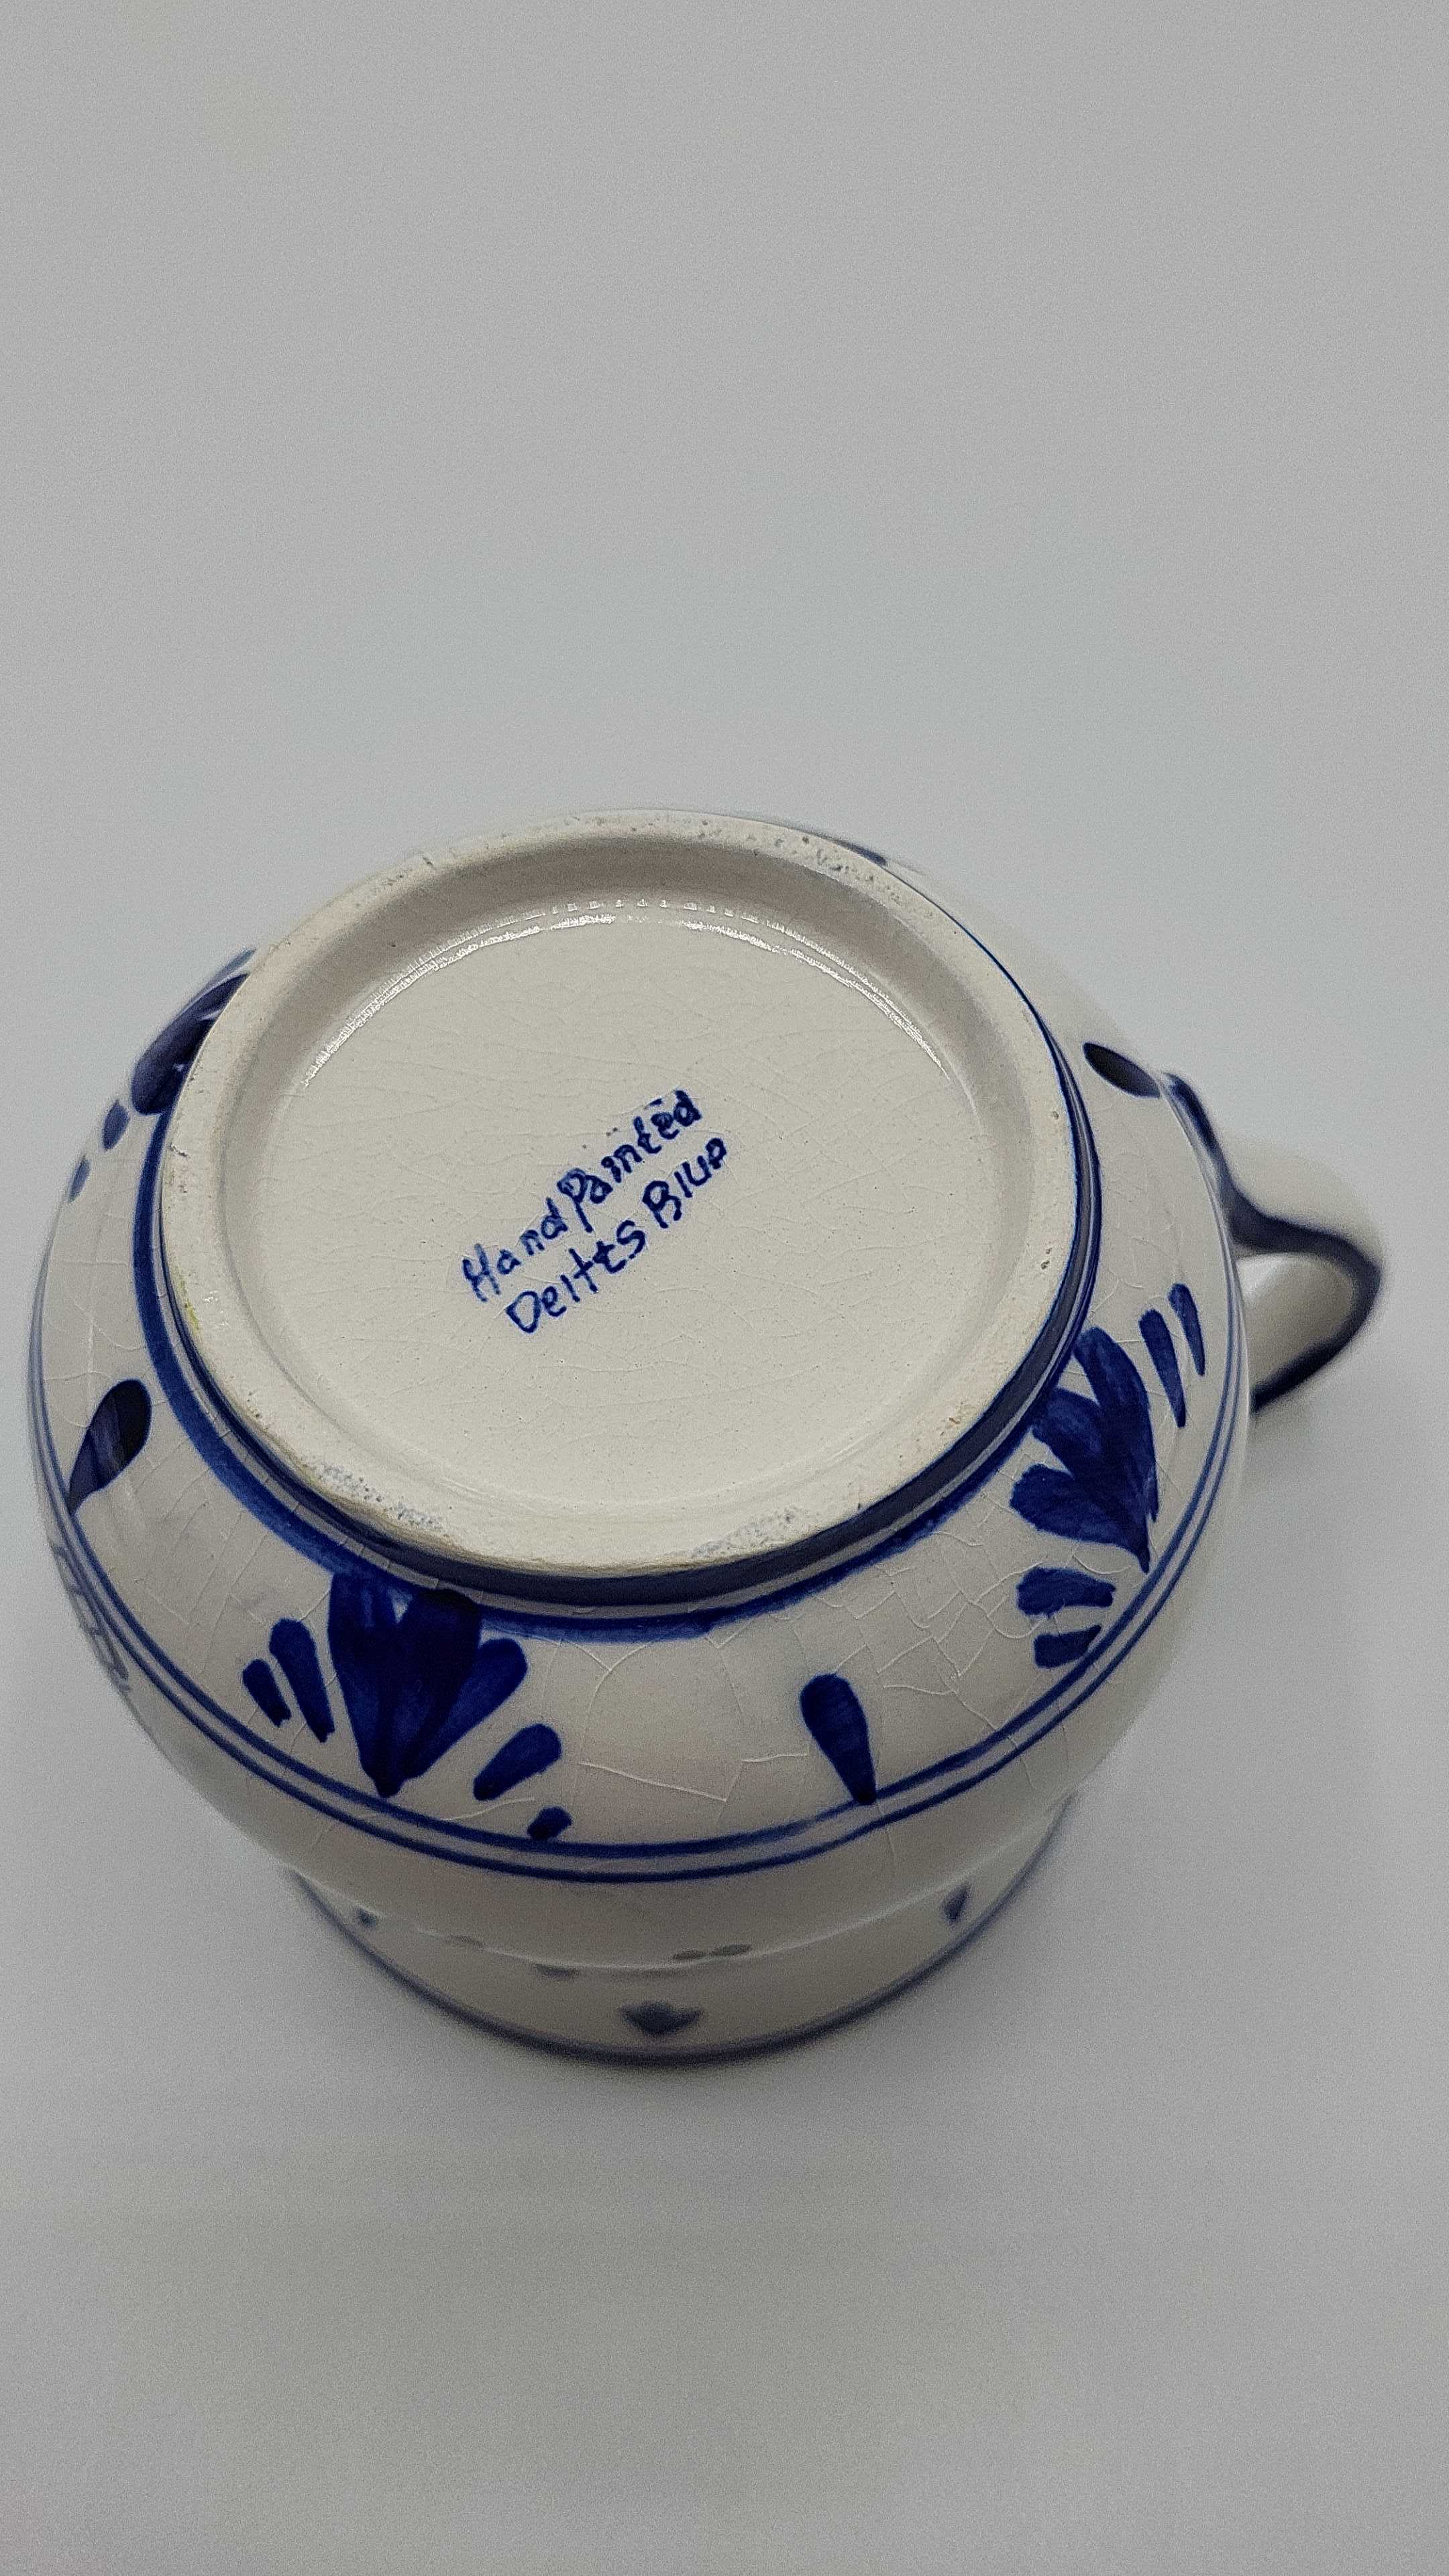 Hand Painted
Delfts Blue